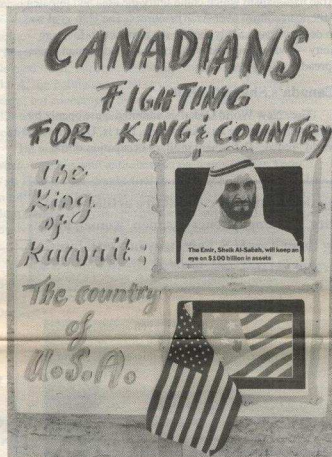 CANADIANS
FIGHTING
FOR KING & COUNTRY
The
King
of
Kuwait;
The country
of
U.S.A.
The Emir, Sheik Al-Saliah, will keep an
eye on $100 billion in assets